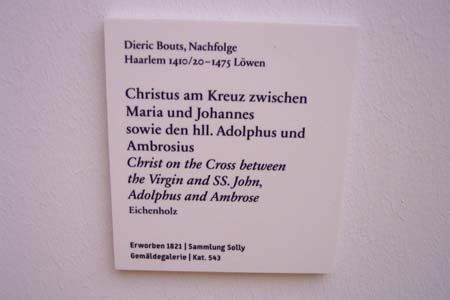 Dieric Bouts, Nachfolge
Haarlem 1410/20–1475 Löwen
Christus am Kreuz zwischen
Maria und Johannes
sowie den hll. Adolphus und
Ambrosius
Christ on the Cross between
the Virgin and SS. John,
Adolphus and Ambrose
Eichenholz
Erworben 1821 | Sammlung Solly
Gemäldegalerie | Kat. 543